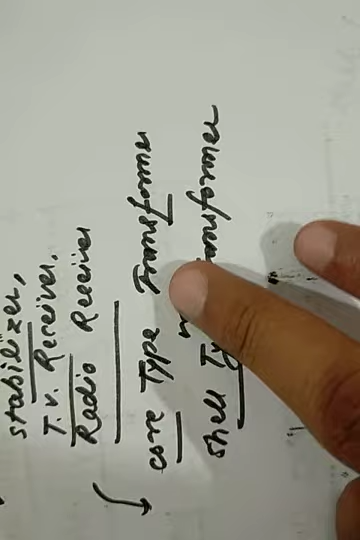 stabilizer,
T.V. Receiver.
Radio Receiver
core Type Transformer
Shell